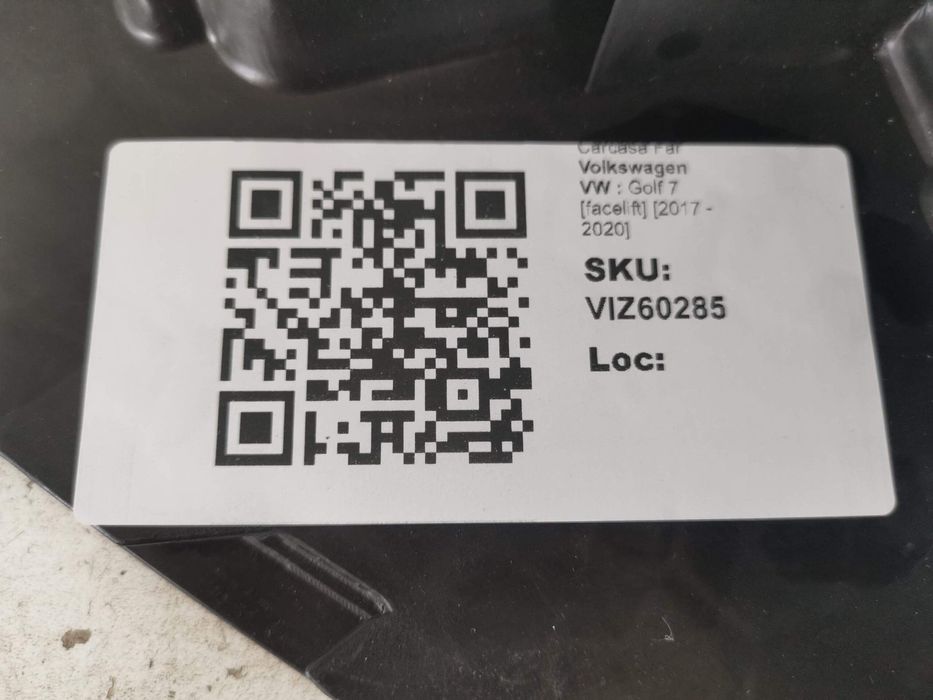 Carcasa Far
Volkswagen
VW : Golf 7
[facelift] [2017 -
2020]
SKU:
VIZ60285
Loc: